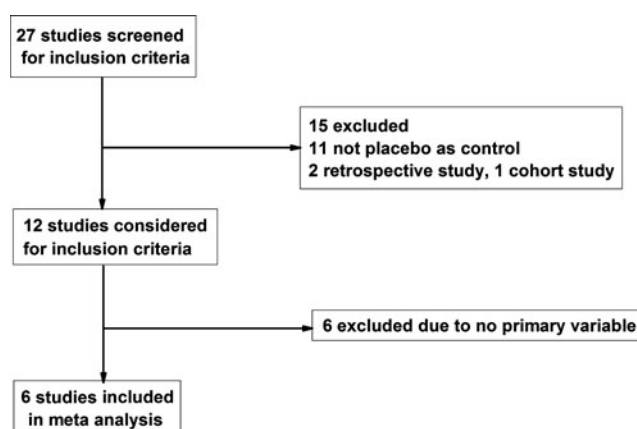 27 studies screened
for inclusion criteria
15 excluded
11 not placebo as control
2 retrospective study, 1 cohort study
12 studies considered
for inclusion criteria
6 excluded due to no primary variable
6 studies included
in meta analysis